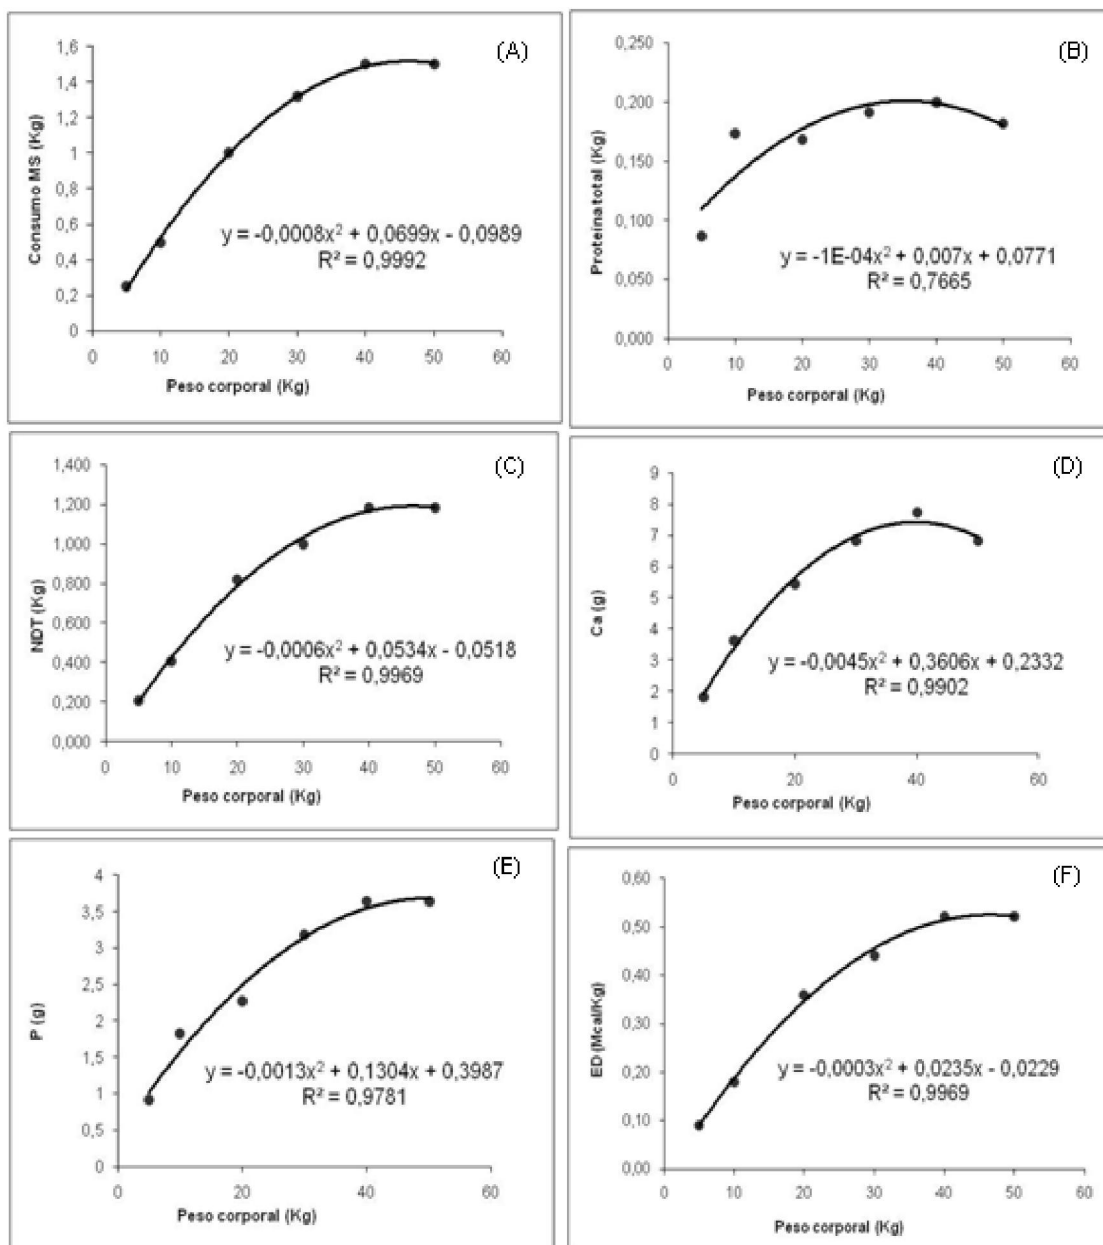 (A)
1,6
1,4
1,2
1
0,8
0,6
0,4
0,2
0
Consumo MS (Kg)
y = -0,0008x² + 0,0699x - 0,0989
R² = 0,9992
0 10 20 30 40 50 60
Peso corporal (Kg)
(B)
0,250
0,200
0,150
0,100
0,050
0,000
Proteina total (Kg)
y = -1E-04x² + 0,007x + 0,0771
R² = 0,7665
0 10 20 30 40 50 60
Peso corporal (Kg)
(C)
1,400
1,200
1,000
0,800
0,600
0,400
0,200
0,000
NDT (Kg)
y = -0,0006x² + 0,0534x - 0,0518
R² = 0,9969
0 10 20 30 40 50 60
Peso corporal (Kg)
(D)
9
8
7
6
5
4
3
2
1
0
Ca (g)
y = -0,0045x² + 0,3606x + 0,2332
R² = 0,9902
0 20 40 60
Peso corporal (Kg)
(E)
4
3,5
3
2,5
2
1,5
1
0,5
0
P (g)
y = -0,0013x² + 0,1304x + 0,3987
R² = 0,9781
0 20 40 60
Peso corporal (Kg)
(F)
0,60
0,50
0,40
0,30
0,20
0,10
0,00
ED (Mcal/Kg)
y = -0,0003x² + 0,0235x - 0,0229
R² = 0,9969
0 10 20 30 40 50 60
Peso corporal (Kg)